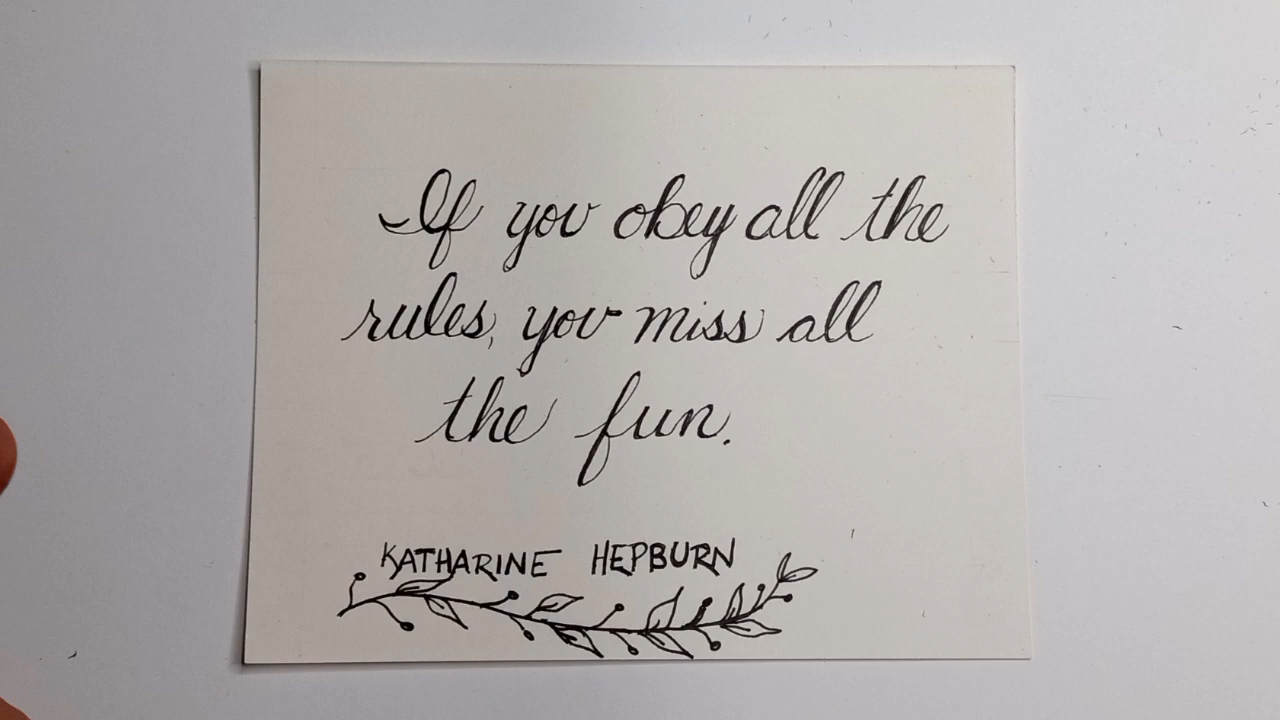 If you obey all the
rules, you miss all
the fun.
KATHARINE HEPBURN